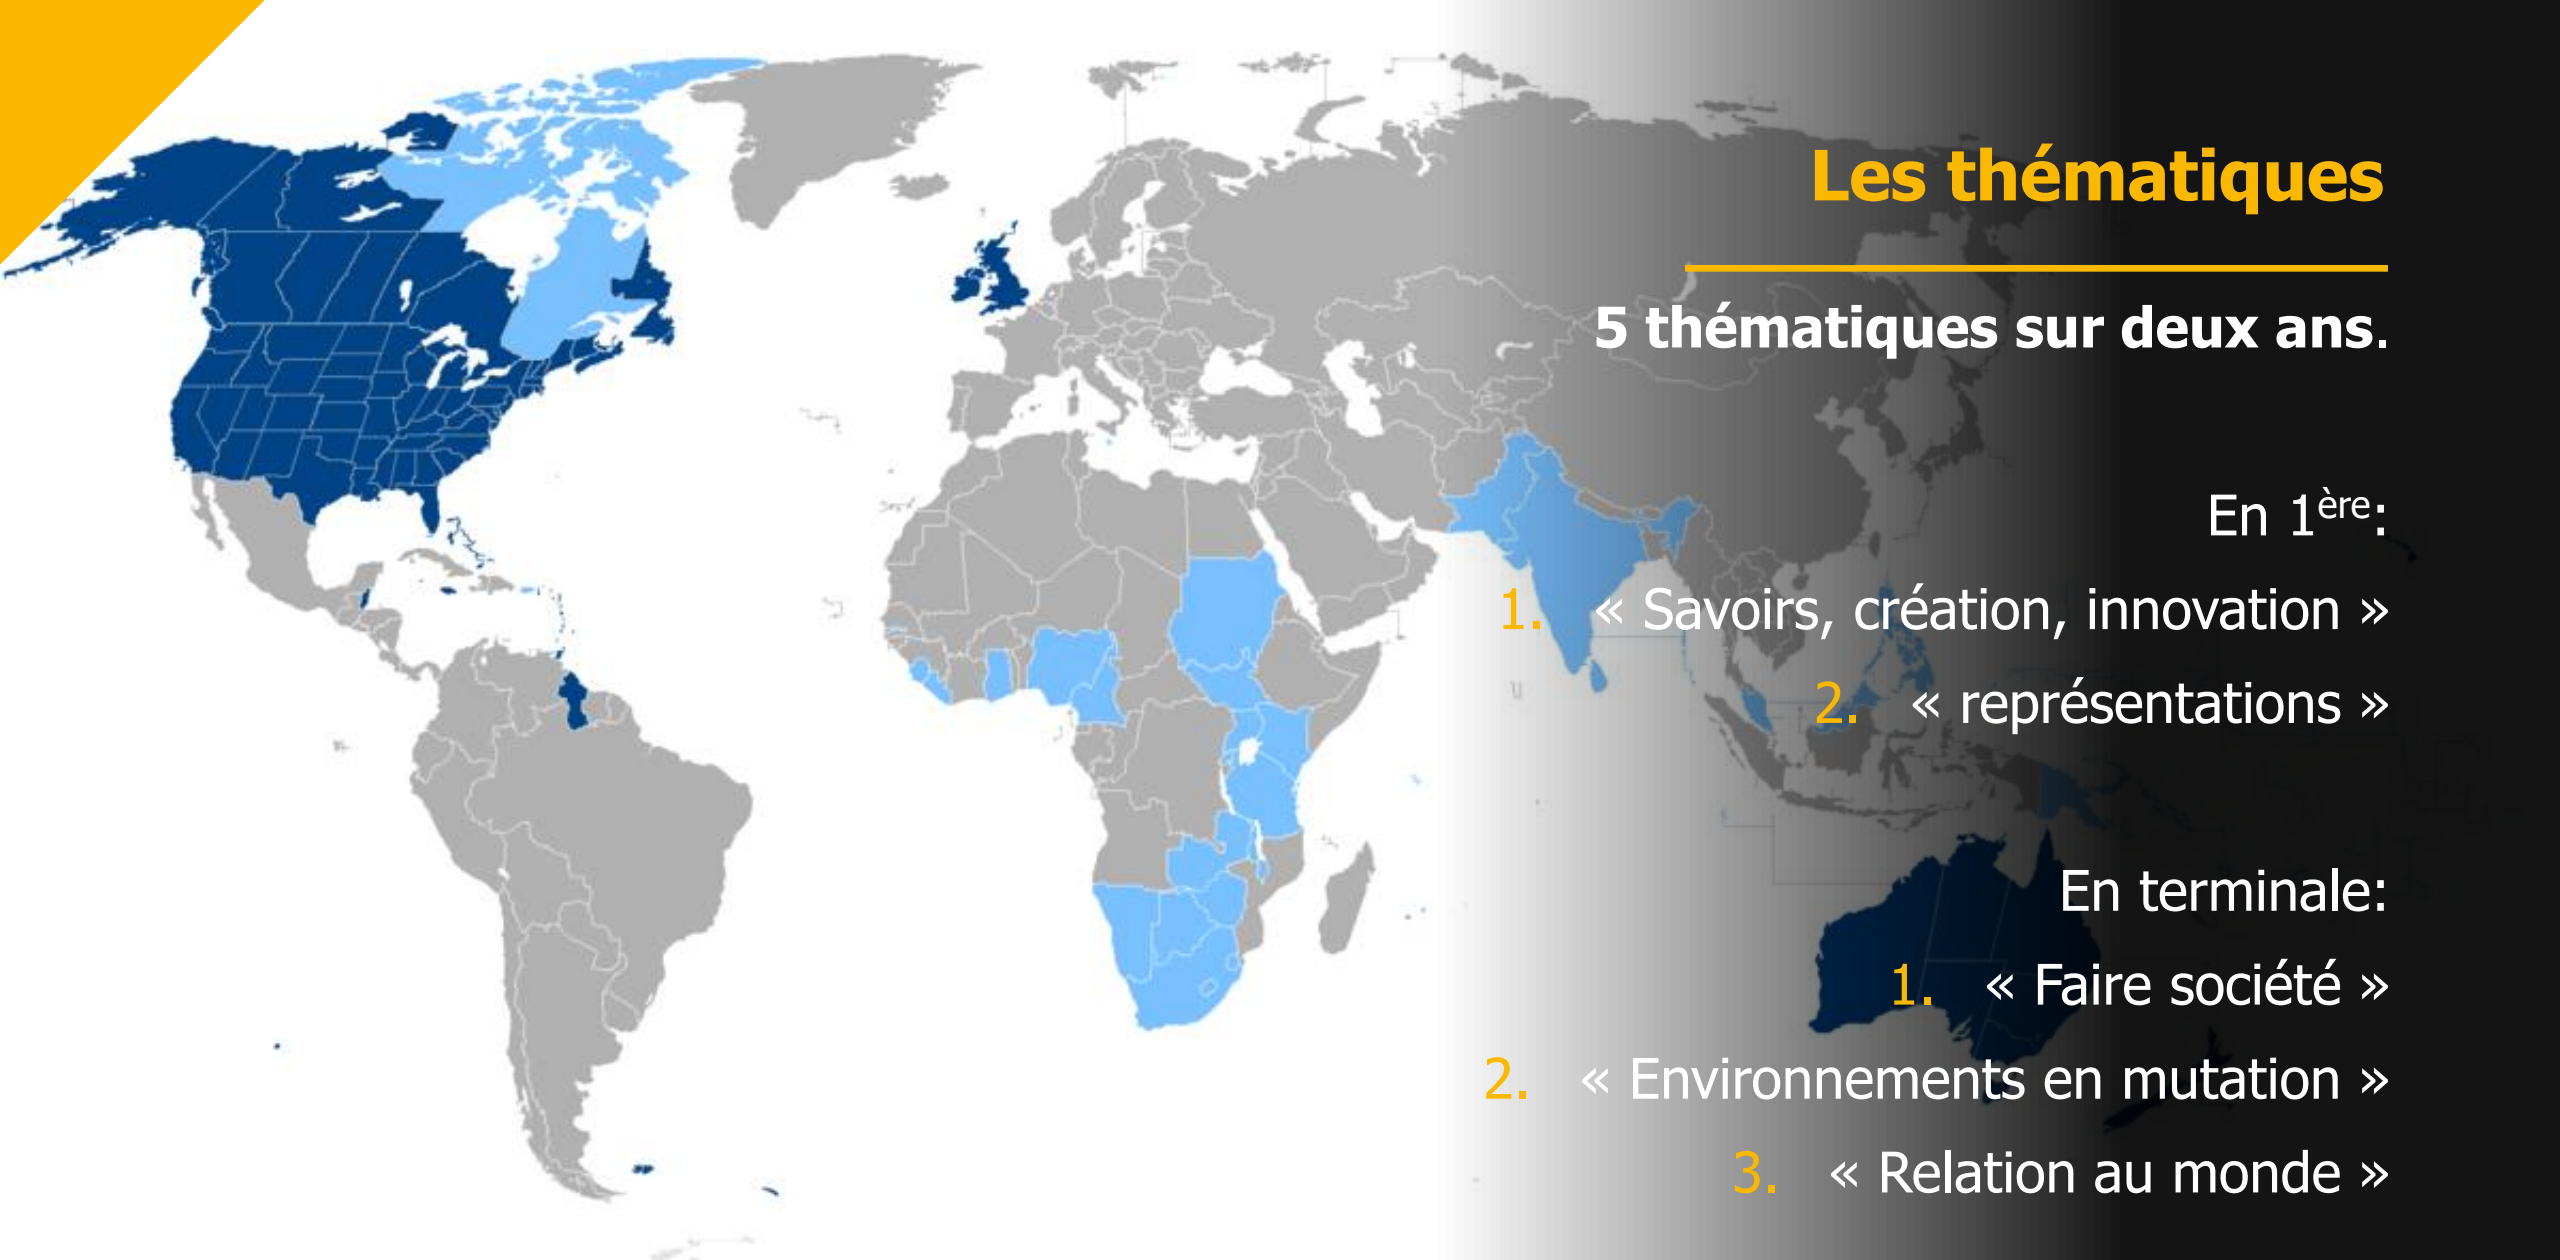 Les thématiques
5 thématiques sur deux ans.
En 1ère:
1. « Savoirs, création, innovation »
2. « représentations »
En terminale:
1. « Faire société »
2. « Environnements en mutation »
3. « Relation au monde »